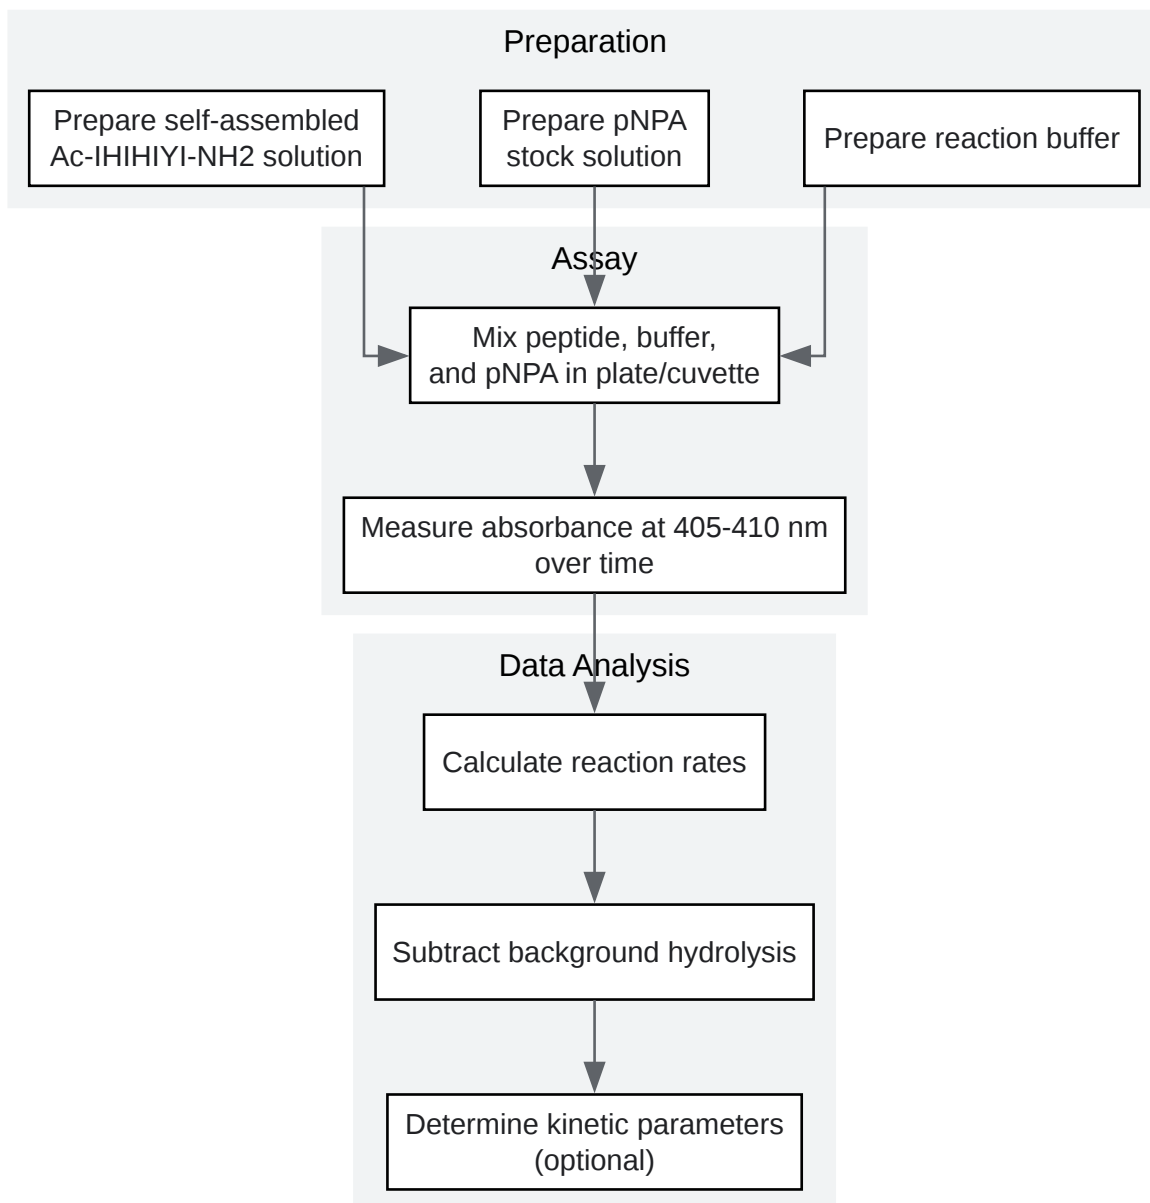 Preparation
Prepare self-assembled
Ac-IHIHIYI-NH2 solution
Prepare pNPA
stock solution
Prepare reaction buffer
Assay
Mix peptide, buffer,
and pNPA in plate/cuvette
Measure absorbance at 405-410 nm
over time
Data Analysis
Calculate reaction rates
Subtract background hydrolysis
Determine kinetic parameters
(optional)